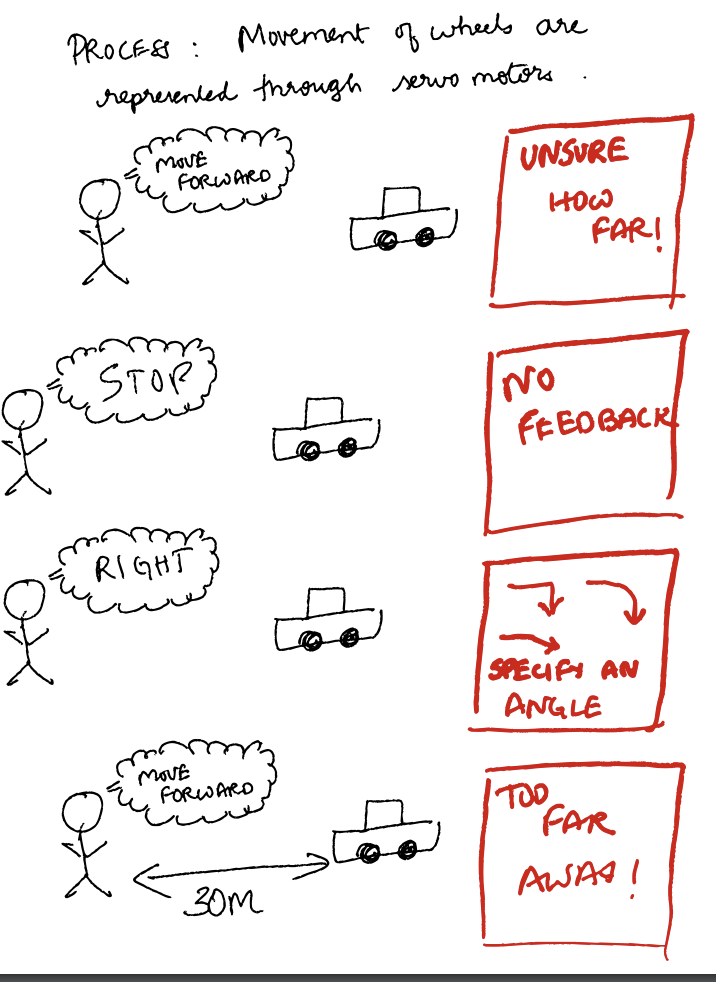 PROCESS : Movement of wheels are
represented through servo motors .
MOVE
FORWARD
UNSURE
HOW
FAR!
STOP
NO
FEEDBACK
RIGHT
SPECIFY AN
ANGLE
MOVE
FORWARD
30M
TOO
FAR
AWAY!